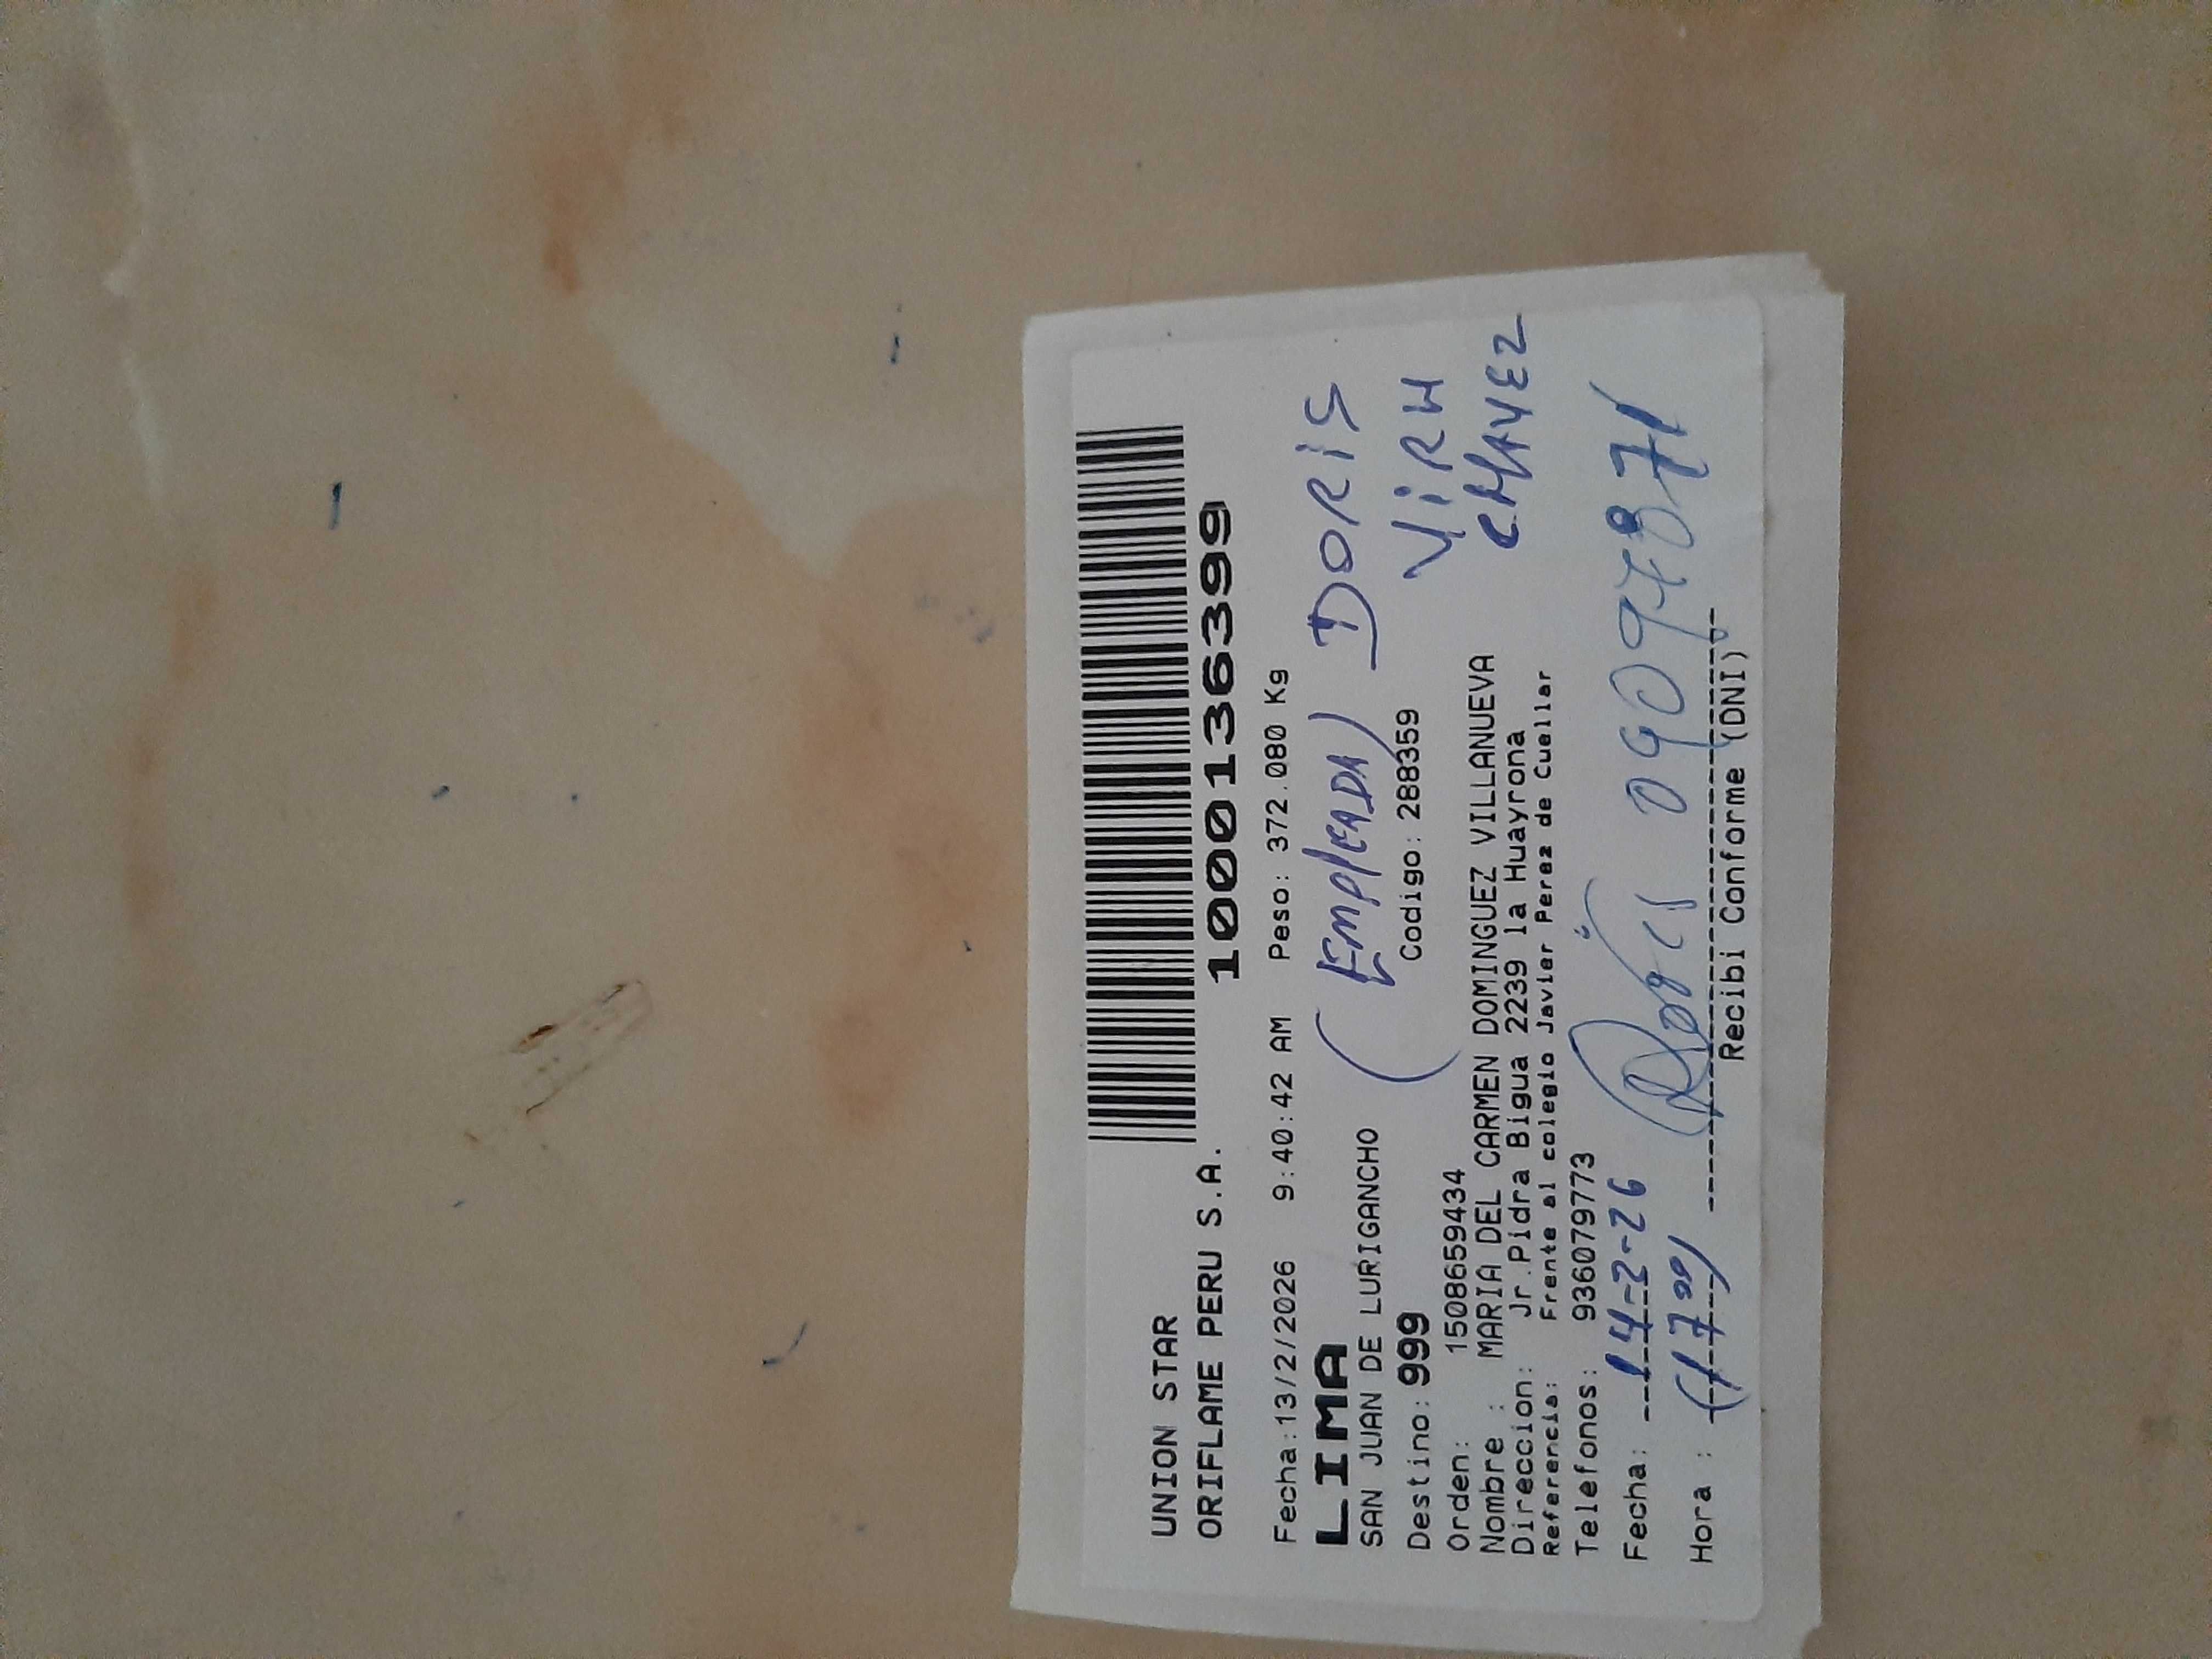 UNION STAR
ORIFLAME PERU S.A.
1000136399
Fecha:13/2/2026 9:40:42 AM Peso: 372.080 Kg
LIMA
SAN JUAN DE LURIGANCHO
(EmplEADA) DORIS
VIRH
CHAVEZ
Destino: 999 Codigo: 288359
Orden: 1508659434
Nombre : MARIA DEL CARMEN DOMINGUEZ VILLANUEVA
Direccion: Jr.Pidra Bigua 2239 la Huayrona
Referencia: Frente al colegio Javier Perez de Cuellar
Telefonos: 936079773
Fecha: 14-2-26
Hora : (17 00) Doris
Recibi Conforme (DNI)